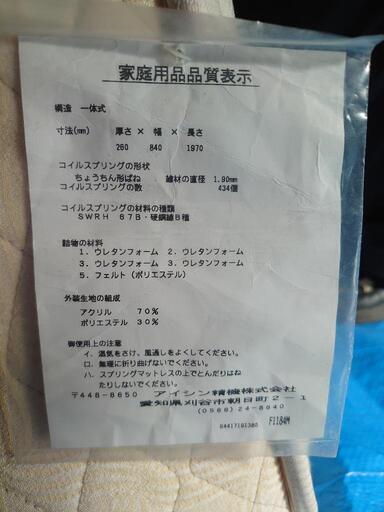 家庭用品品質表示
構造 一体式
寸法(mm) 厚さ × 幅 × 長さ
260 840 1970
コイルスプリングの形状
ちょうちん形ばね 線材の直径 1.90mm
コイルスプリングの数 434個
コイルスプリングの材料の種類
SWRH 67B・硬鋼線B種
詰物の材料
1．ウレタンフォーム 2．ウレタンフォーム
3．ウレタンフォーム 3．ウレタンフォーム
5．フェルト（ポリエステル）
外装生地の組成
アクリル 70%
ポリエステル 30%
御使用上の注意
イ．湿気をさけ、風通しをよくしてください。
ロ．無理に折り曲げないでください。
ハ．スプリングマットレスの上でとんだりはね
たりしないでください。
アイシン精機株式会社
〒448-8650 愛知県刈谷市朝日町2-1
(0566)24-8840
F1184M